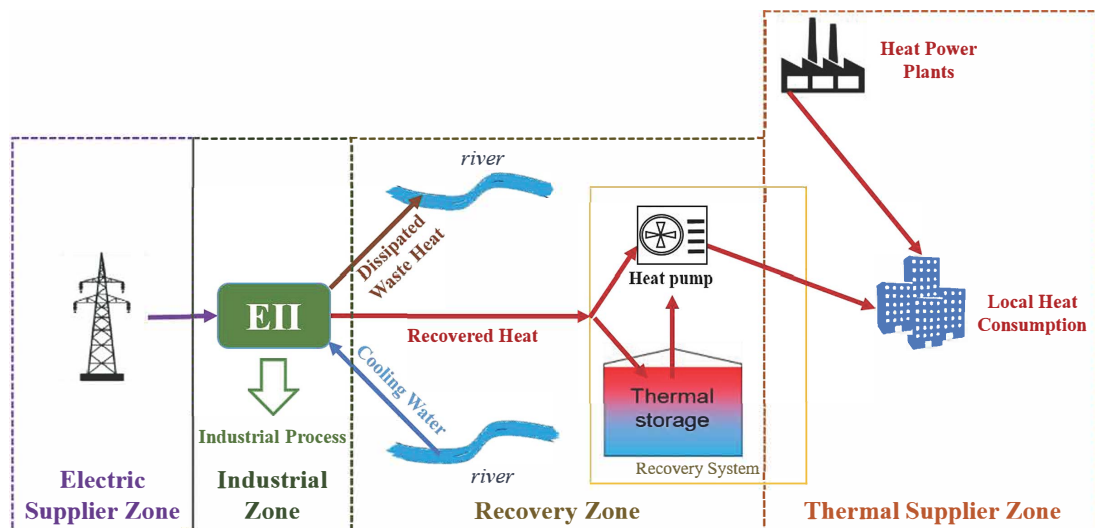 Heat Power
Plants
river
Dissipated
Waste Heat
Heat pump
EII
Recovered Heat
Local Heat
Consumption
Cooling Water
Thermal
storage
Industrial Process
river
Recovery System
Electric
Supplier Zone
Industrial
Zone
Recovery Zone
Thermal Supplier Zone